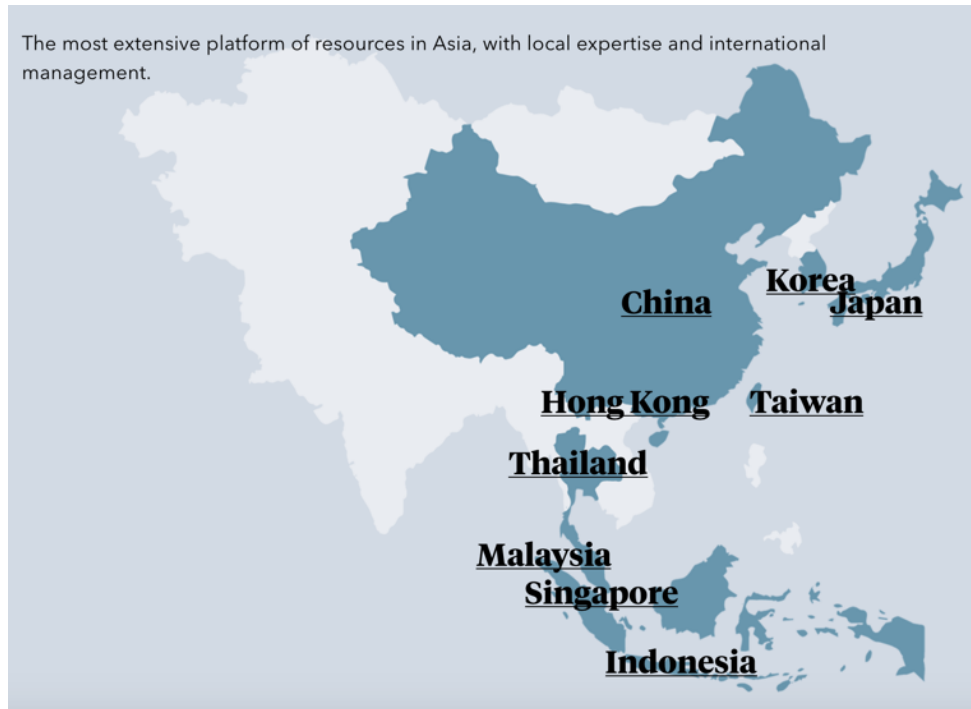 The most extensive platform of resources in Asia, with local expertise and international
management.
Korea
China
Japan
Hong Kong
Taiwan
Thailand
Malaysia
Singapore
Indonesia